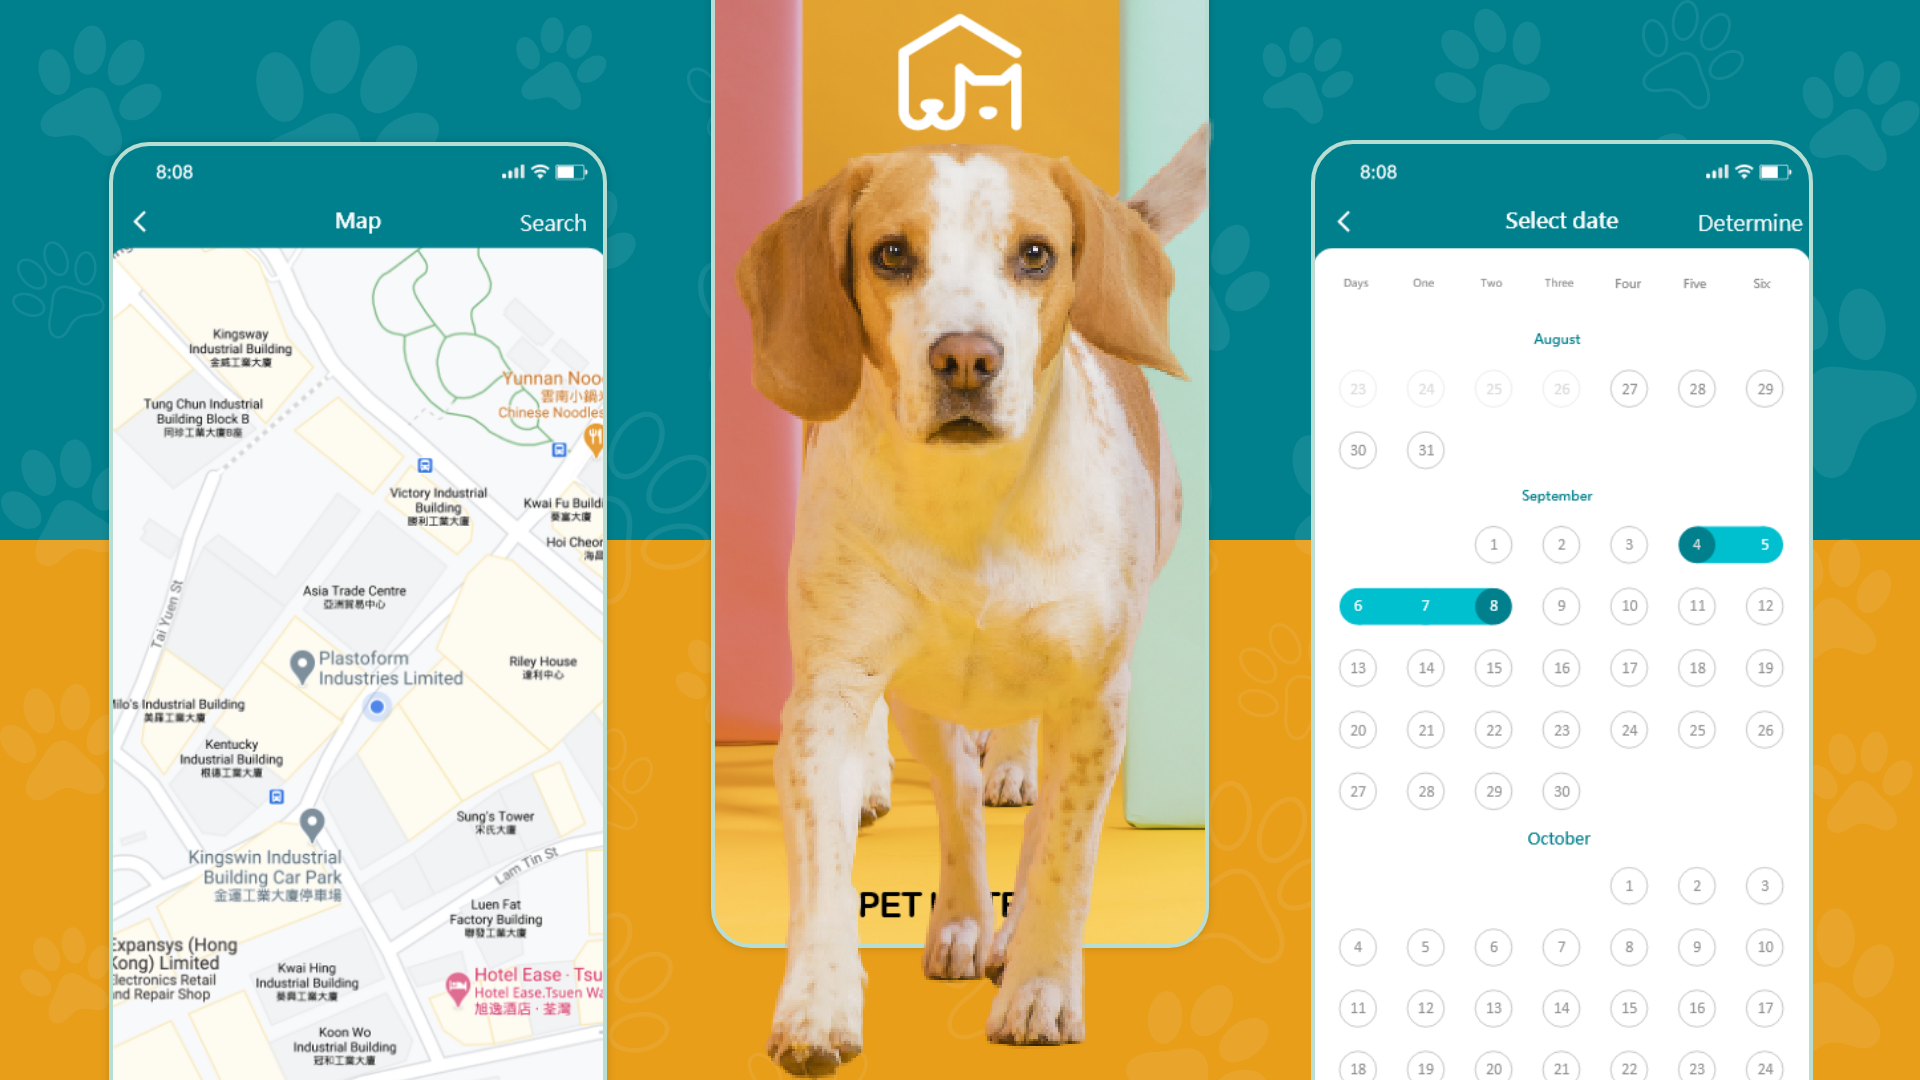 8:08
Map
Search
Kingsway
Industrial Building
金威工業大廈
Tung Chun Industrial
Building Block B
同珍工業大廈B座
Yunnan Noo
雲南小鍋
Chinese Noodles
Victory Industrial
Building
勝利工業大廈
Kwai Fu Buildi
葵富大廈
Hoi Cheor
海昌
Tai Yuen St
Asia Trade Centre
亞洲貿易中心
Plastoform
Industries Limited
Riley House
達利中心
ilo's Industrial Building
美羅工業大廈
Kentucky
Industrial Building
根德工業大廈
Sung's Tower
宋氏大廈
Kingswin Industrial
Building Car Park
金運工業大廈停車場
Lam Tin St
Luen Fat
Factory Building
聯發工業大廈
Expansys (Hong
Kong) Limited
Electronics Retail
and Repair Shop
Kwai Hing
Industrial Building
葵興工業大廈
Hotel Ease · Tsu
Hotel Ease.Tsuen Wa
旭逸酒店 · 荃灣
Koon Wo
Industrial Building
冠和工業大廈
PET
8:08
Select date
Determine
Days One Two Three Four Five Six
August
23 24 25 26 27 28 29
30 31
September
1 2 3 4 5
6 7 8 9 10 11 12
13 14 15 16 17 18 19
20 21 22 23 24 25 26
27 28 29 30
October
1 2 3
4 5 6 7 8 9 10
11 12 13 14 15 16 17
18 19 20 21 22 23 24